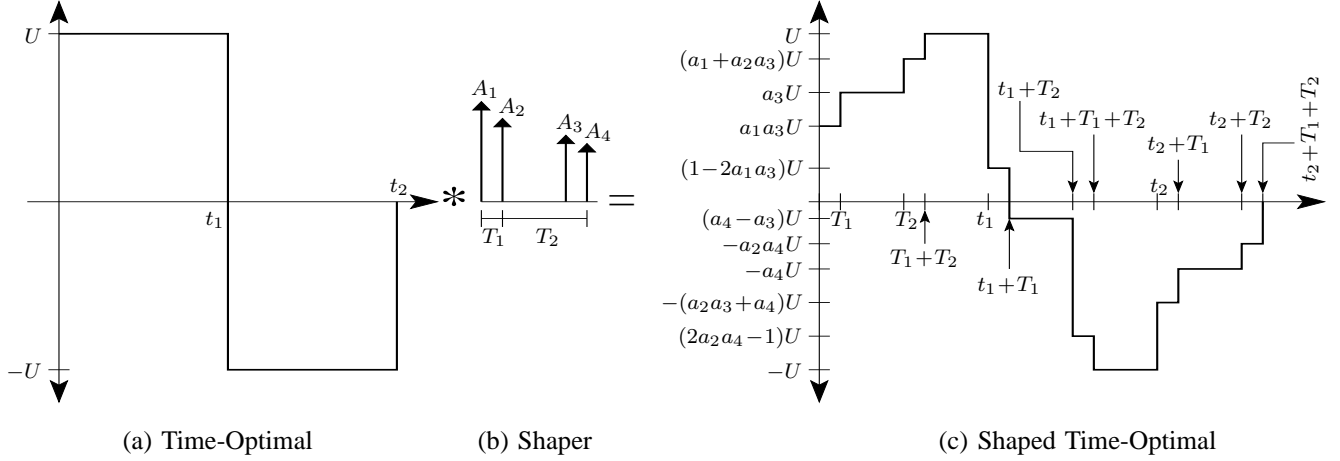 U
t₁
t₂
−U
(a) Time-Optimal
*
A₁
A₂
A₃
A₄
T₁
T₂
(b) Shaper
=
U
(a₁+a₂a₃)U
a₃U
a₁a₃U
(1−2a₁a₃)U
(a₄−a₃)U
−a₂a₄U
−a₄U
−(a₂a₃+a₄)U
(2a₂a₄−1)U
−U
T₁
T₂
T₁+T₂
t₁
t₁+T₁
t₁+T₂
t₁+T₁+T₂
t₂
t₂+T₁
t₂+T₂
t₂+T₁+T₂
(c) Shaped Time-Optimal